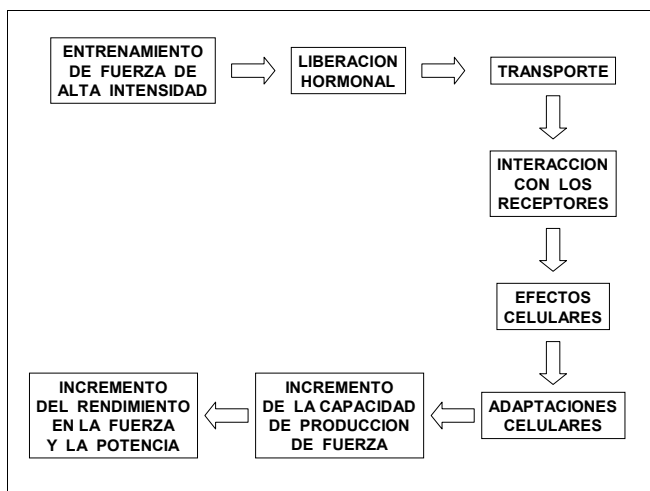 ENTRENAMIENTO
DE FUERZA DE
ALTA INTENSIDAD
LIBERACION
HORMONAL
TRANSPORTE
INTERACCION
CON LOS
RECEPTORES
EFECTOS
CELULARES
ADAPTACIONES
CELULARES
INCREMENTO
DE LA CAPACIDAD
DE PRODUCCION
DE FUERZA
INCREMENTO
DEL RENDIMIENTO
EN LA FUERZA
Y LA POTENCIA